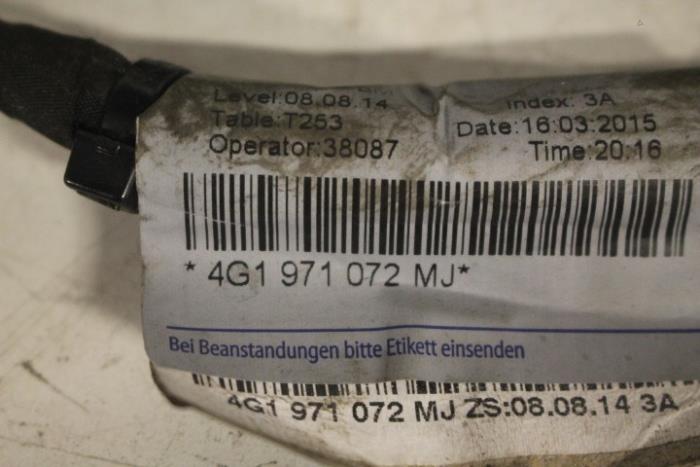 Level:08.08.14
Index: 3A
Table:T253
Date:16:03:2015
Operator:38087
Time:20:16
*4G1 971 072 MJ*
Bei Beanstandungen bitte Etikett einsenden
4G1 971 072 MJ ZS:08.08.14 3A